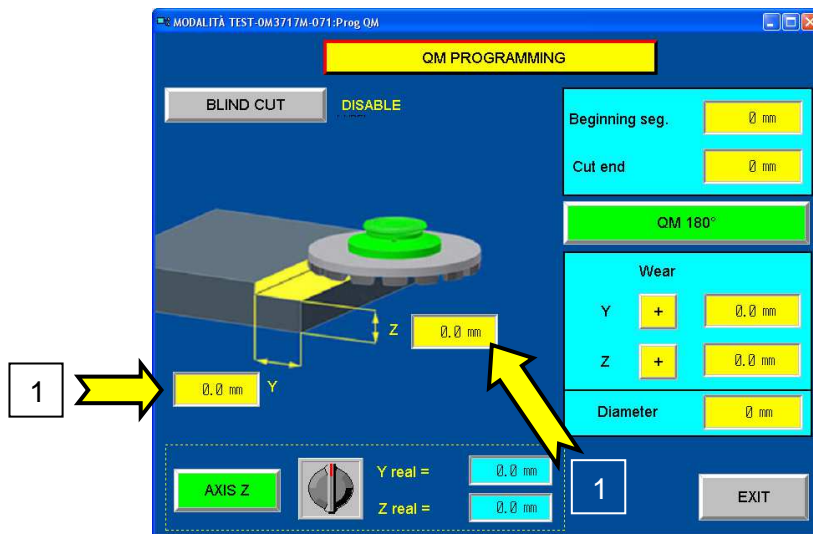 MODALITÀ TEST-OM3717M-071:Prog QM
QM PROGRAMMING
BLIND CUT
DISABLE
Beginning seg.
0 mm
Cut end
0 mm
QM 180°
Wear
Y
+
0.0 mm
Z
+
0.0 mm
Diameter
0 mm
Z
0.0 mm
1
0.0 mm
Y
1
AXIS Z
Y real =
0.0 mm
Z real =
0.0 mm
EXIT